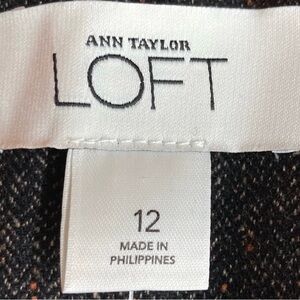 ANN TAYLOR
LOFT
12
MADE IN
PHILIPPINES